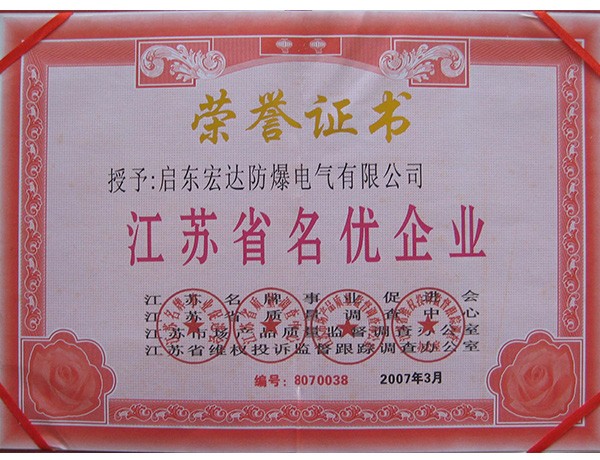 荣誉证书
授予:启东宏达防爆电气有限公司
江苏省名优企业
江苏名牌事业促进会
江苏省质量调查中心
江苏市场产品质量监督调查办公室
江苏省维权投诉监督跟踪调查办公室
编号:8070038 2007年3月